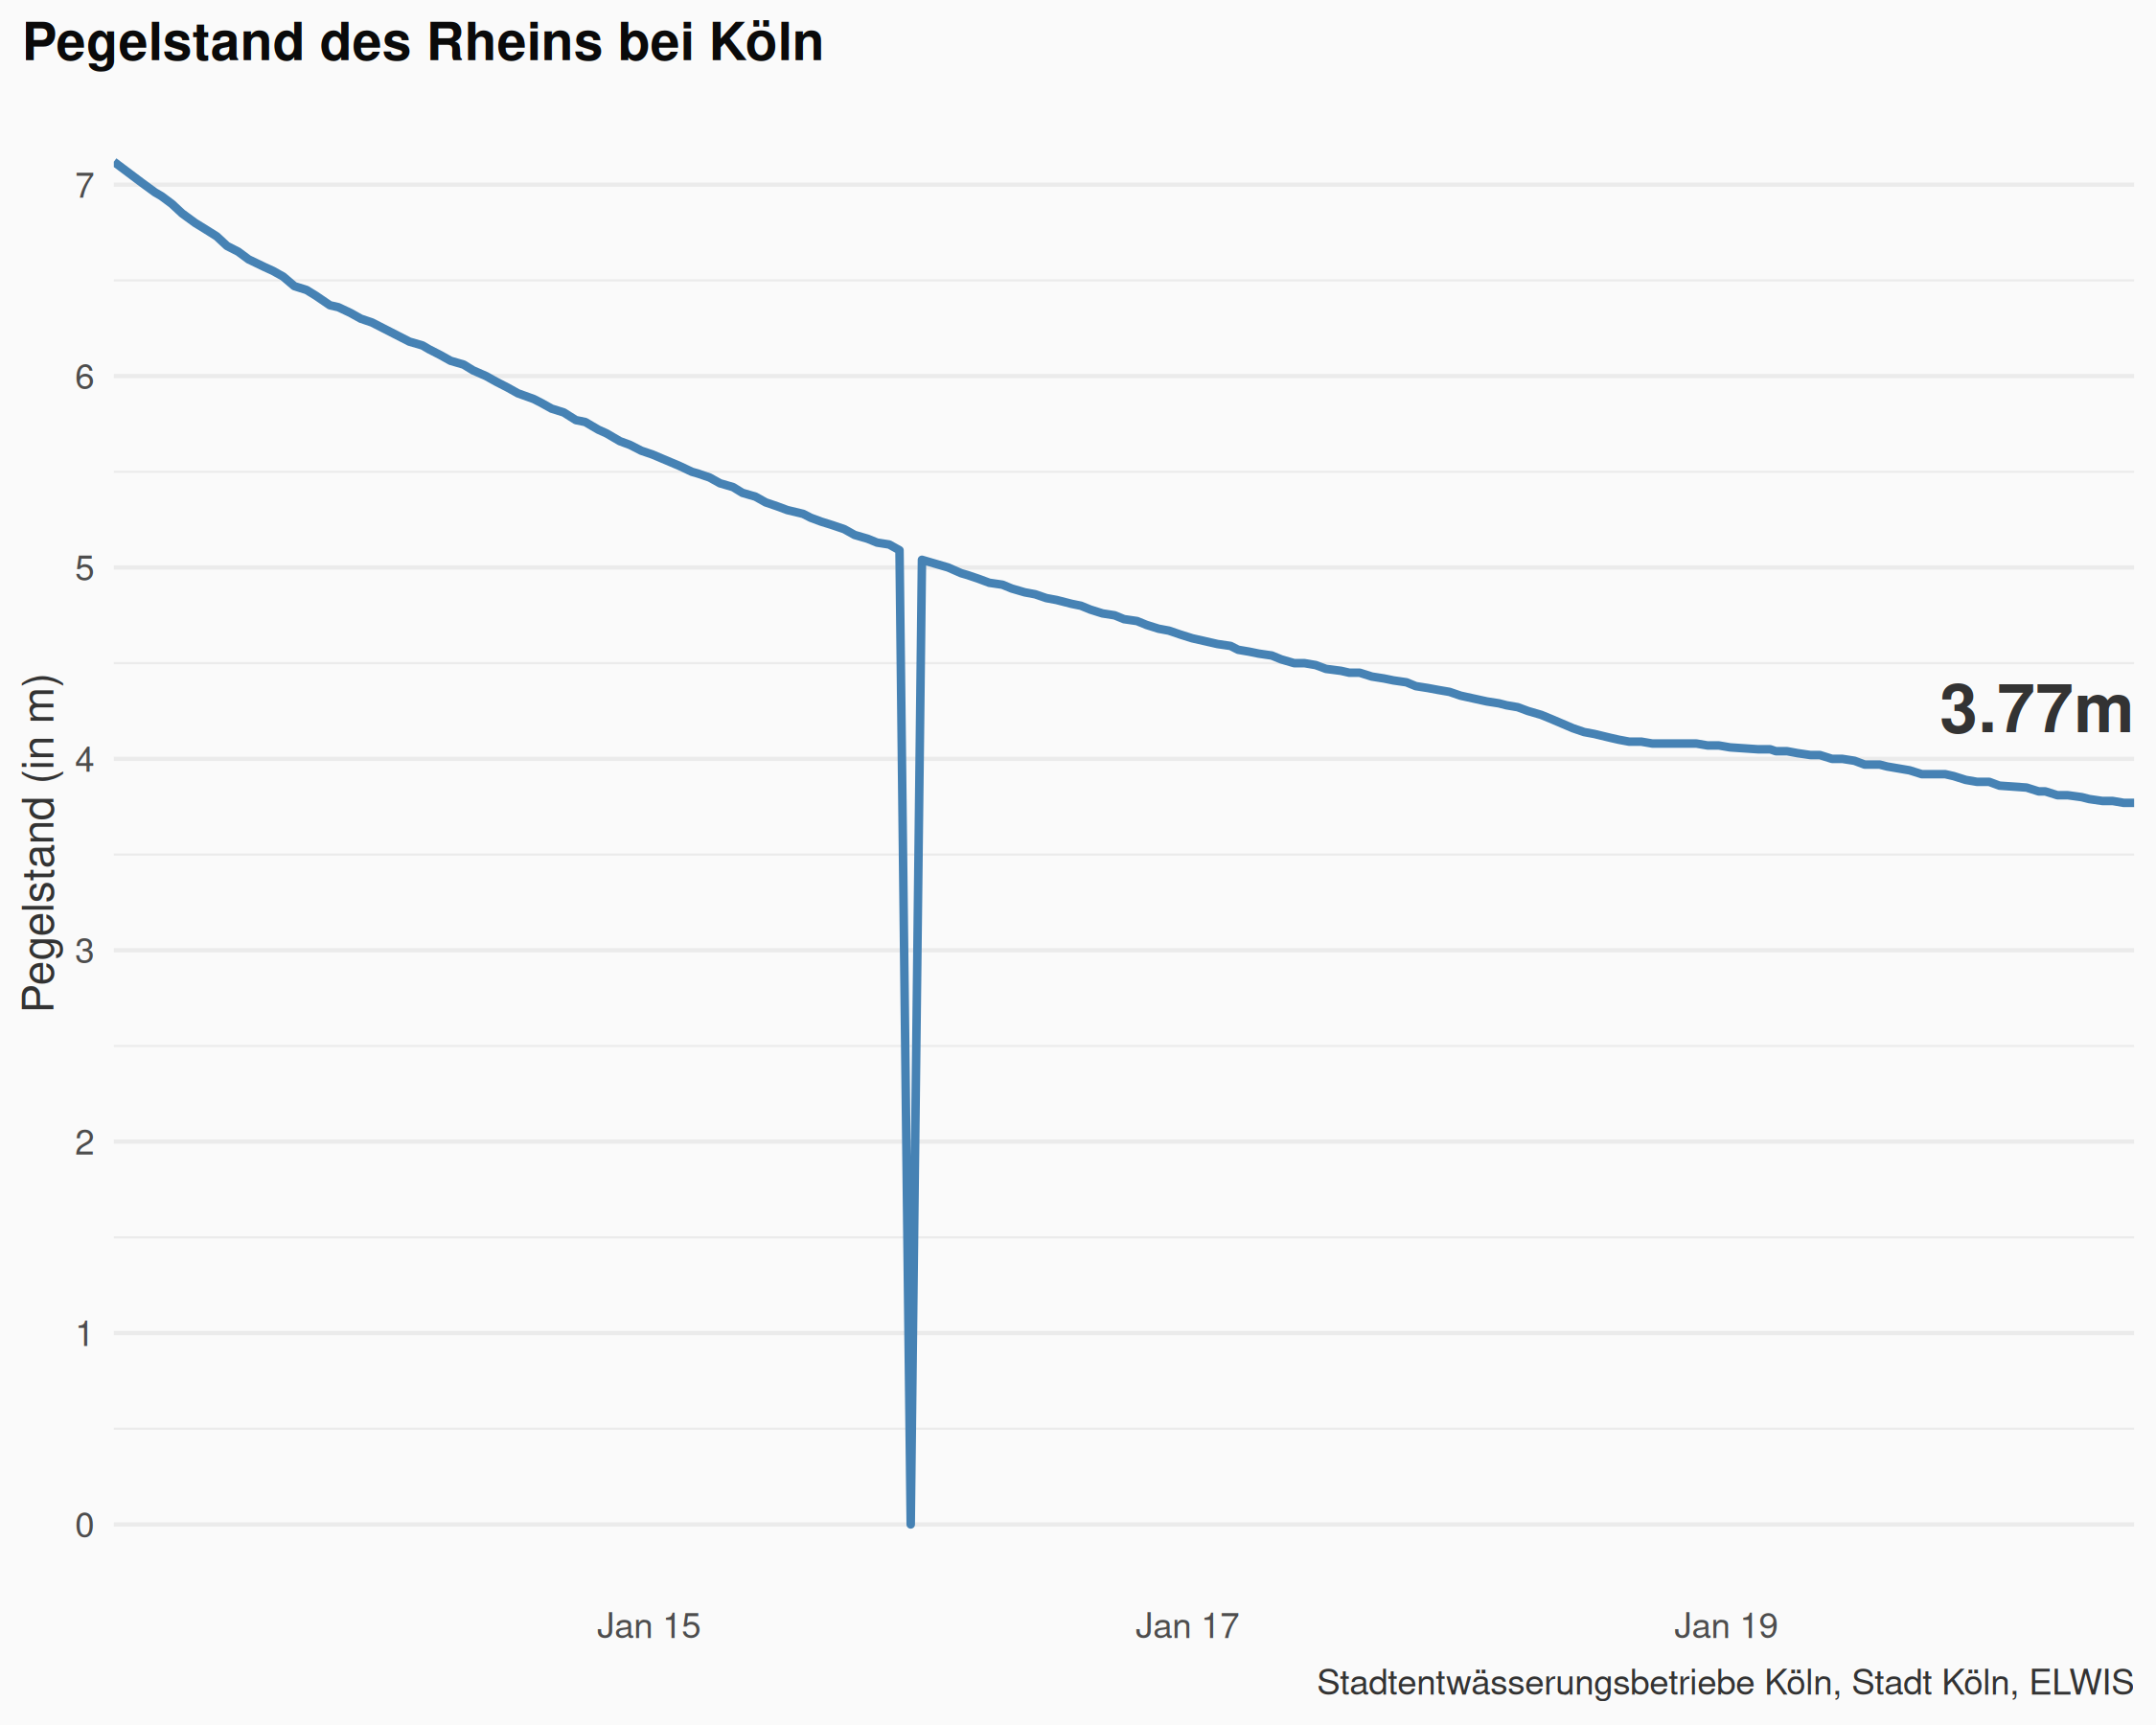 Pegelstand des Rheins bei Köln
Pegelstand (in m)
7
6
5
4
3
2
1
0
3.77m
Jan 15
Jan 17
Jan 19
Stadtentwässerungsbetriebe Köln, Stadt Köln, ELWIS